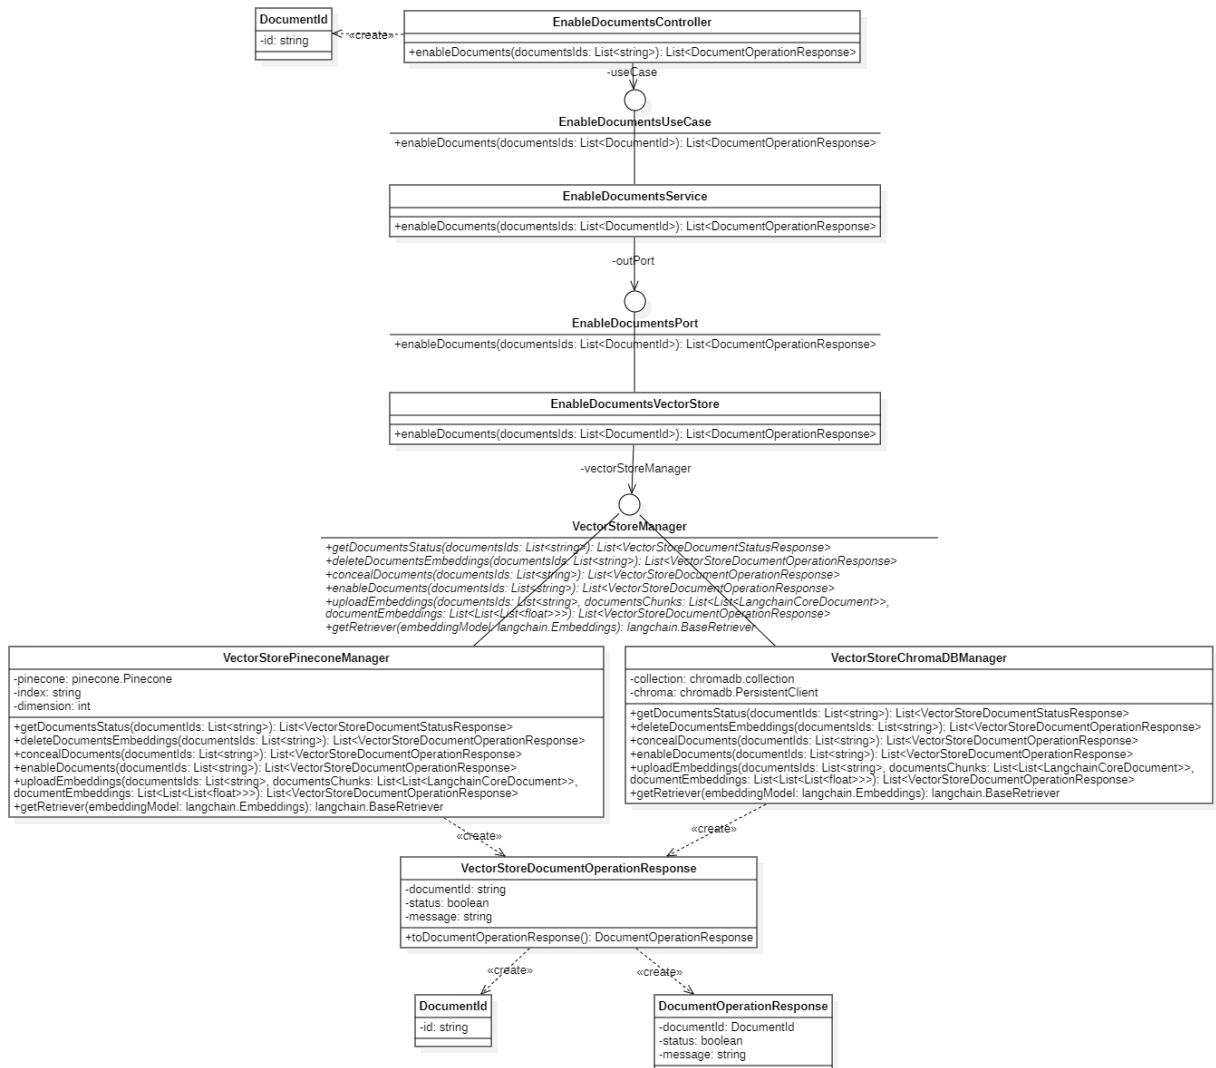 DocumentId
-id: string
«create»
EnableDocumentsController
+enableDocuments(documentsIds: List<string>): List<DocumentOperationResponse>
-useCase
EnableDocumentsUseCase
+enableDocuments(documentsIds: List<DocumentId>): List<DocumentOperationResponse>
EnableDocumentsService
+enableDocuments(documentsIds: List<DocumentId>): List<DocumentOperationResponse>
-outPort
EnableDocumentsPort
+enableDocuments(documentsIds: List<DocumentId>): List<DocumentOperationResponse>
EnableDocumentsVectorStore
+enableDocuments(documentsIds: List<DocumentId>): List<DocumentOperationResponse>
-vectorStoreManager
VectorStoreManager
+getDocumentsStatus(documentsIds: List<string>): List<VectorStoreDocumentStatusResponse>
+deleteDocumentsEmbeddings(documentsIds: List<string>): List<VectorStoreDocumentOperationResponse>
+concealDocuments(documentsIds: List<string>): List<VectorStoreDocumentOperationResponse>
+enableDocuments(documentsIds: List<string>): List<VectorStoreDocumentOperationResponse>
+uploadEmbeddings(documentsIds: List<string>, documentsChunks: List<List<LangchainCoreDocument>>,
documentEmbeddings: List<List<List<float>>>): List<VectorStoreDocumentOperationResponse>
+getRetriever(embeddingModel: langchain.Embeddings): langchain.BaseRetriever
VectorStorePineconeManager
-pinecone: pinecone.Pinecone
-index: string
-dimension: int
+getDocumentsStatus(documentIds: List<string>): List<VectorStoreDocumentStatusResponse>
+deleteDocumentsEmbeddings(documentsIds: List<string>): List<VectorStoreDocumentOperationResponse>
+concealDocuments(documentsIds: List<string>): List<VectorStoreDocumentOperationResponse>
+enableDocuments(documentIds: List<string>): List<VectorStoreDocumentOperationResponse>
+uploadEmbeddings(documentsIds: List<string>, documentsChunks: List<List<LangchainCoreDocument>>,
documentEmbeddings: List<List<List<float>>>): List<VectorStoreDocumentOperationResponse>
+getRetriever(embeddingModel: langchain.Embeddings): langchain.BaseRetriever
VectorStoreChromaDBManager
-collection: chromadb.collection
-chroma: chromadb.PersistentClient
+getDocumentsStatus(documentIds: List<string>): List<VectorStoreDocumentStatusResponse>
+deleteDocumentsEmbeddings(documentsIds: List<string>): List<VectorStoreDocumentOperationResponse>
+concealDocuments(documentIds: List<string>): List<VectorStoreDocumentOperationResponse>
+enableDocuments(documentIds: List<string>): List<VectorStoreDocumentOperationResponse>
+uploadEmbeddings(documentsIds: List<string>, documentsChunks: List<List<LangchainCoreDocument>>,
documentEmbeddings: List<List<List<float>>>): List<VectorStoreDocumentOperationResponse>
+getRetriever(embeddingModel: langchain.Embeddings): langchain.BaseRetriever
«create»
«create»
VectorStoreDocumentOperationResponse
-documentId: string
-status: boolean
-message: string
+toDocumentOperationResponse(): DocumentOperationResponse
«create»
«create»
DocumentId
-id: string
DocumentOperationResponse
-documentId: DocumentId
-status: boolean
-message: string